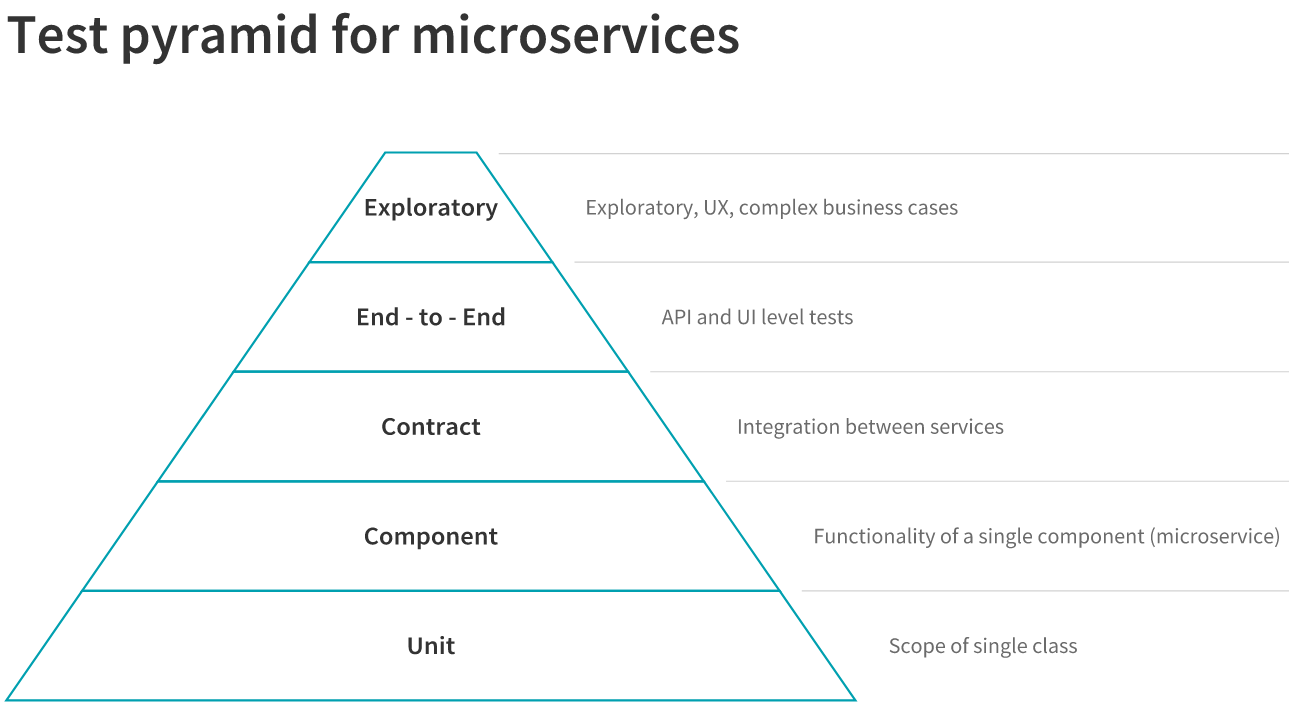 Test pyramid for microservices
Exploratory
Exploratory, UX, complex business cases
End - to - End
API and UI level tests
Contract
Integration between services
Component
Functionality of a single component (microservice)
Unit
Scope of single class